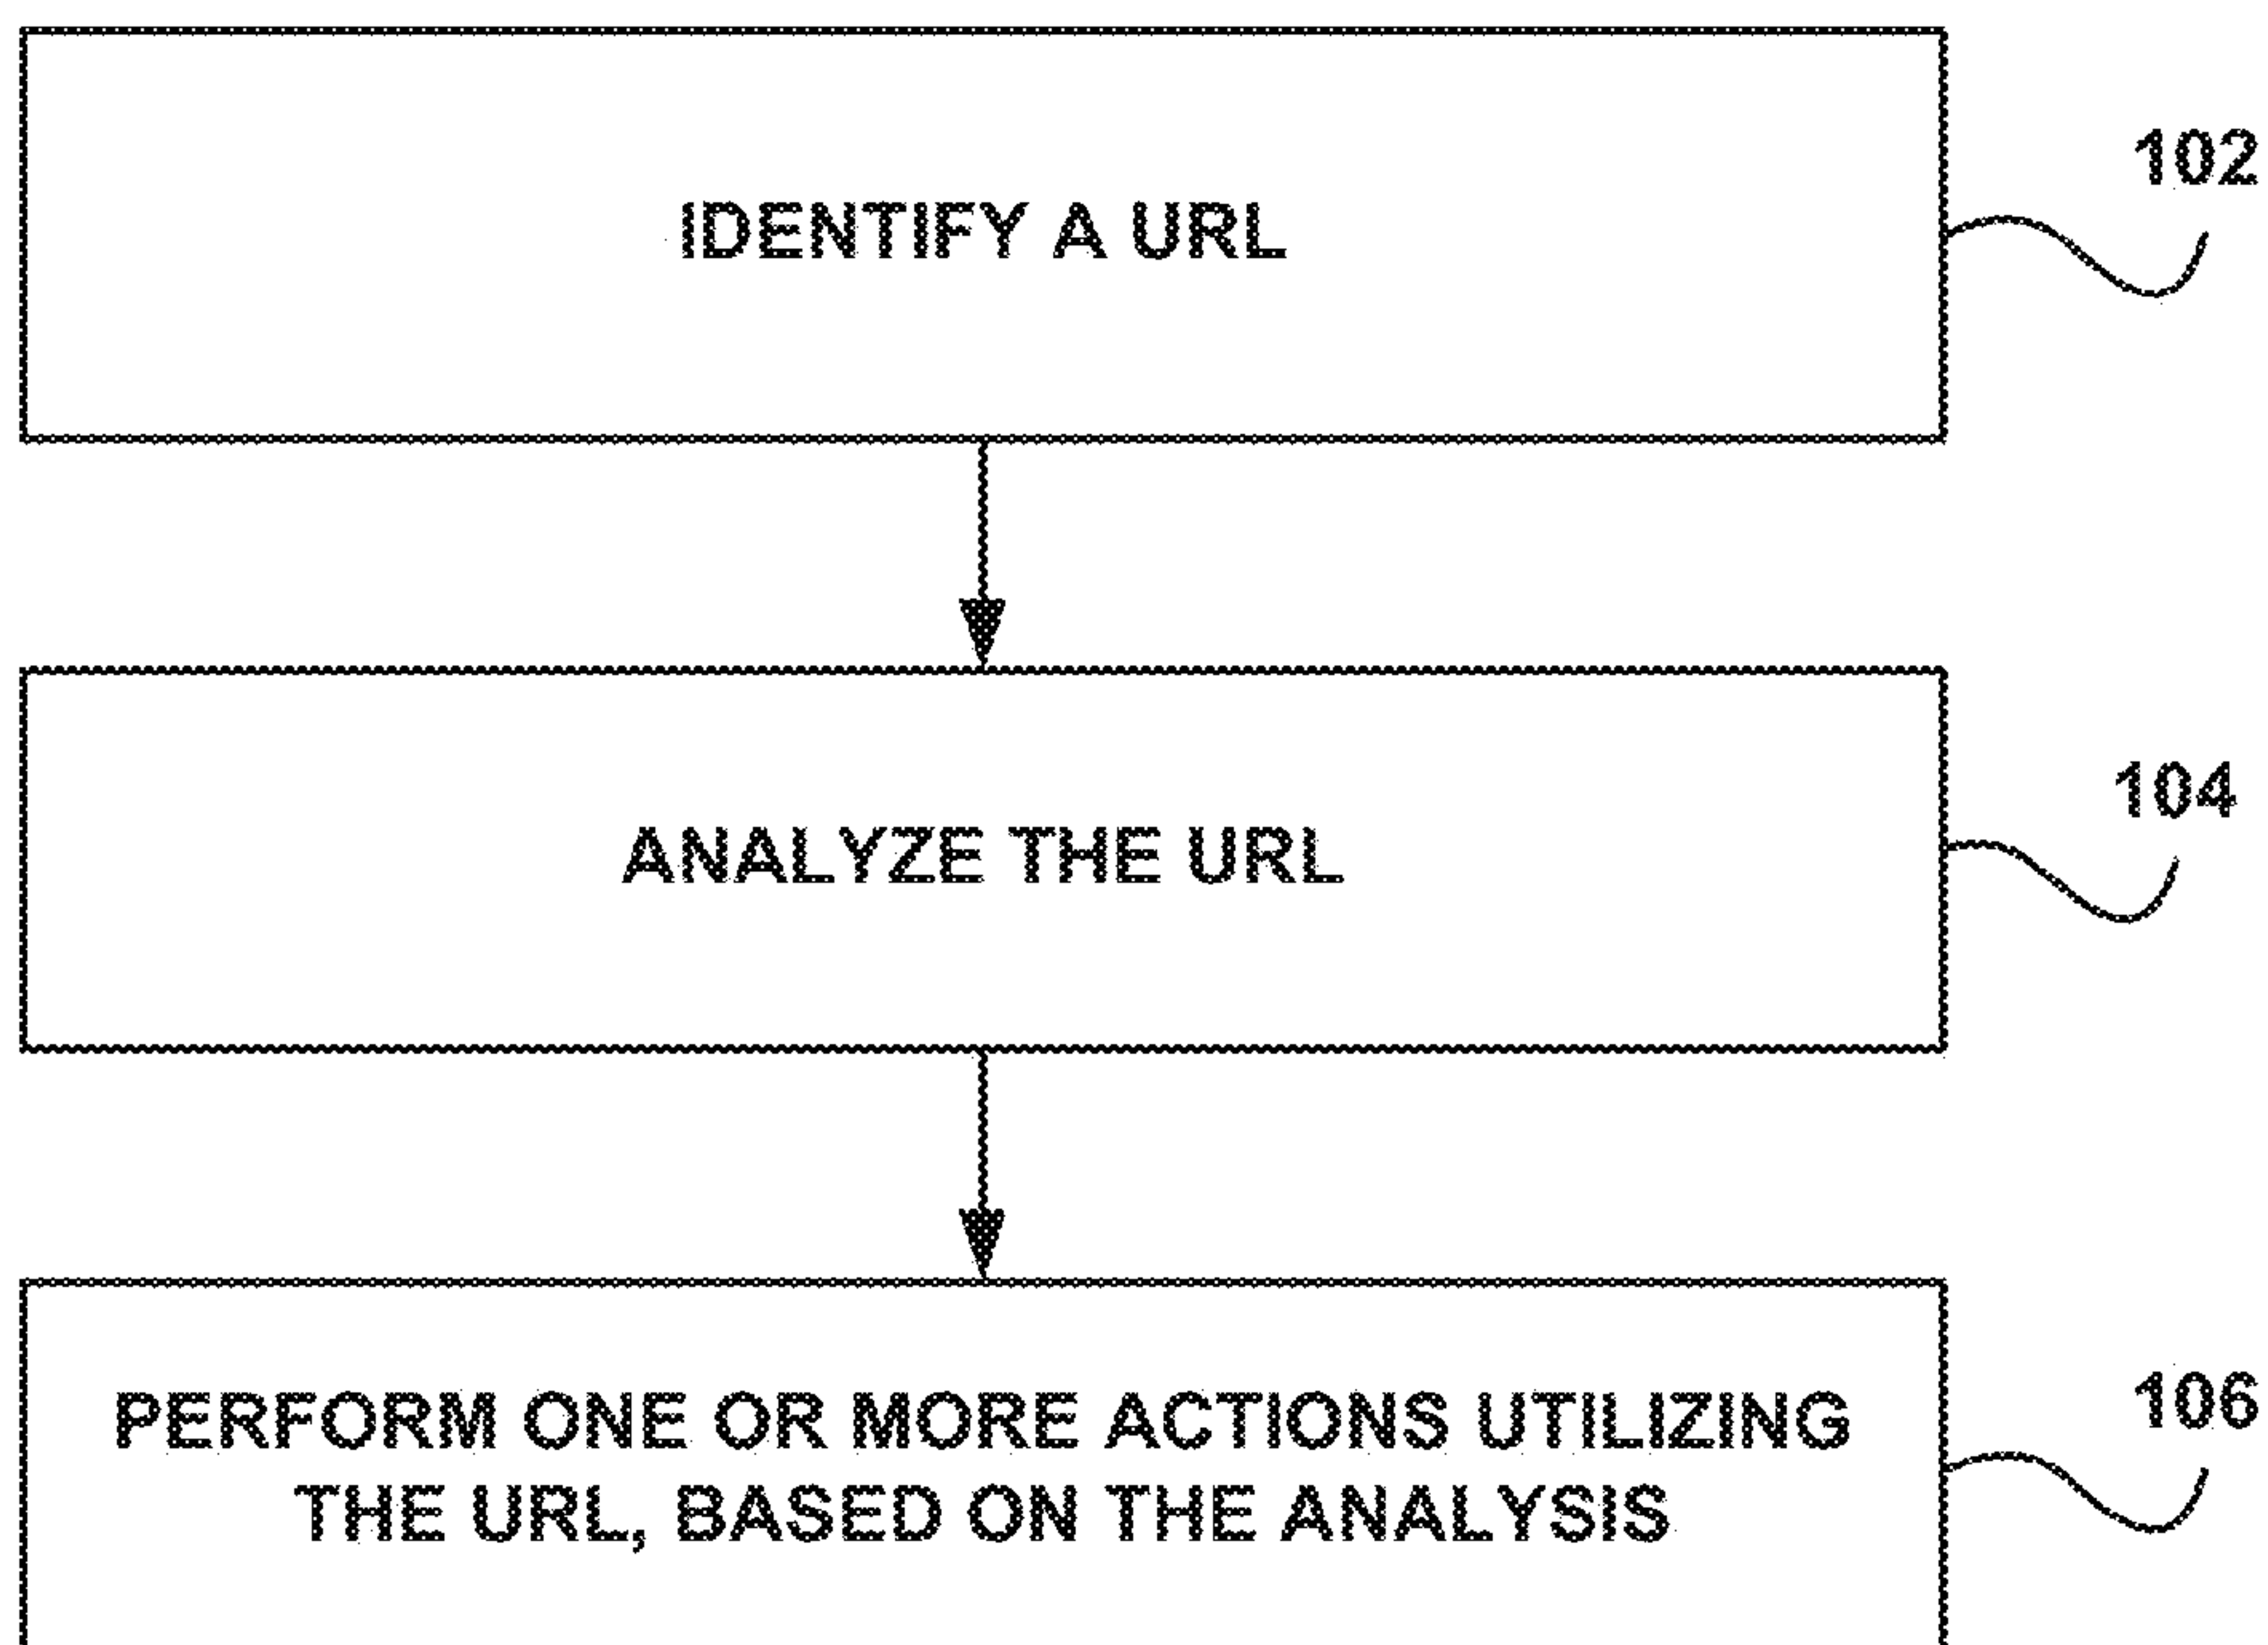 102
IDENTIFY A URL
104
ANALYZE THE URL
106
PERFORM ONE OR MORE ACTIONS UTILIZING
THE URL, BASED ON THE ANALYSIS